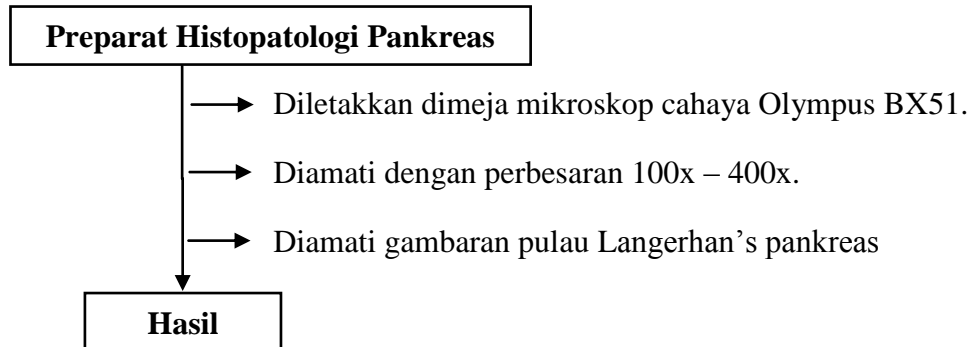 Preparat Histopatologi Pankreas
Diletakkan dimeja mikroskop cahaya Olympus BX51.
Diamati dengan perbesaran 100x – 400x.
Diamati gambaran pulau Langerhan’s pankreas
Hasil